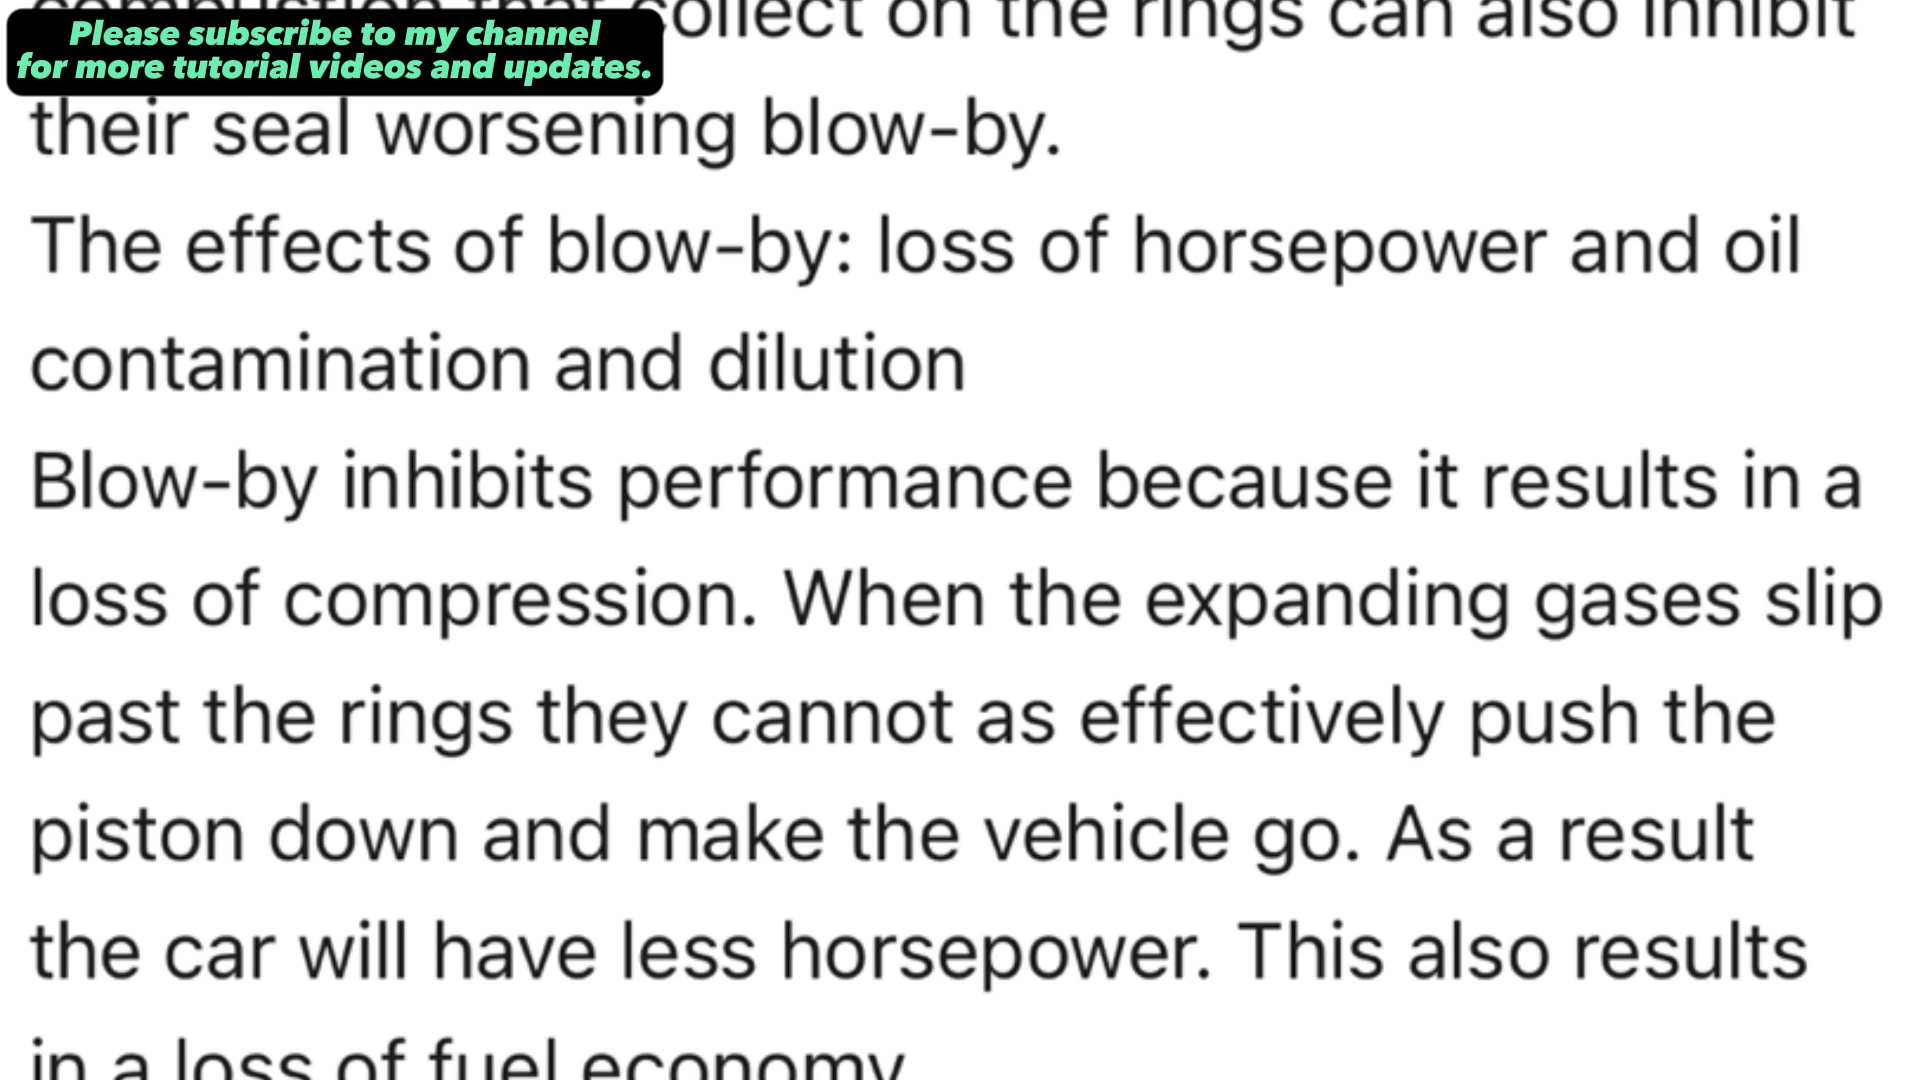 Please subscribe to my channel
for more tutorial videos and updates.
combustion that collect on the rings can also inhibit
their seal worsening blow-by.
The effects of blow-by: loss of horsepower and oil
contamination and dilution
Blow-by inhibits performance because it results in a
loss of compression. When the expanding gases slip
past the rings they cannot as effectively push the
piston down and make the vehicle go. As a result
the car will have less horsepower. This also results
in a loss of fuel economy